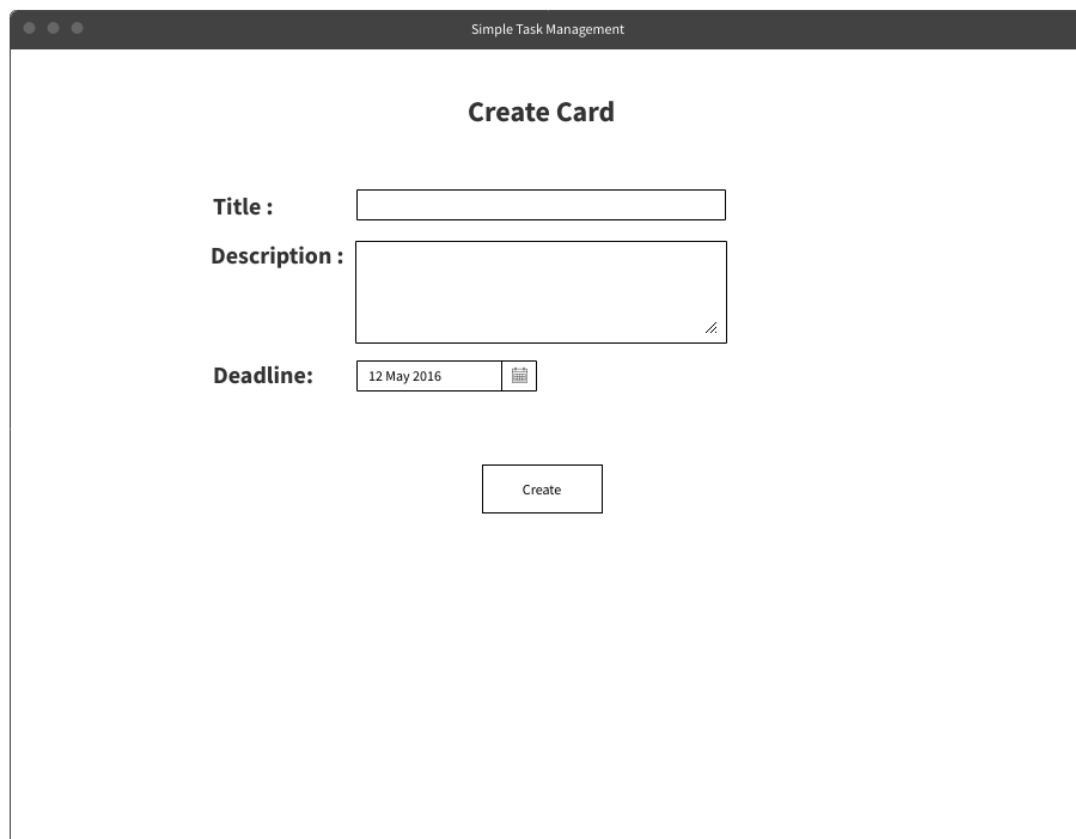 Simple Task Management
Create Card
Title :
Description :
Deadline:
12 May 2016
Create